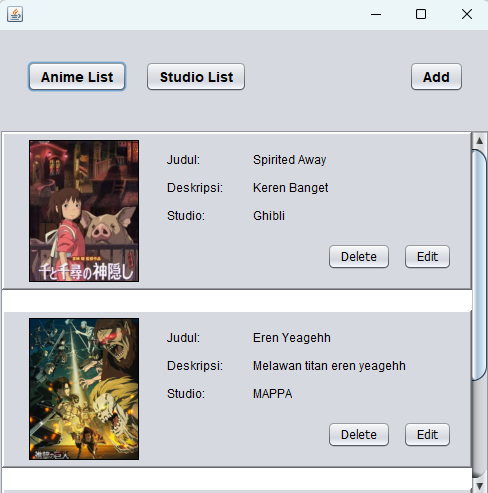 Anime List
Studio List
Add
Judul: Spirited Away
Deskripsi: Keren Banget
Studio: Ghibli
千と千尋の神隠し
Delete
Edit
Judul: Eren Yeagehh
Deskripsi: Melawan titan eren yeagehh
Studio: MAPPA
進撃の巨人
Delete
Edit